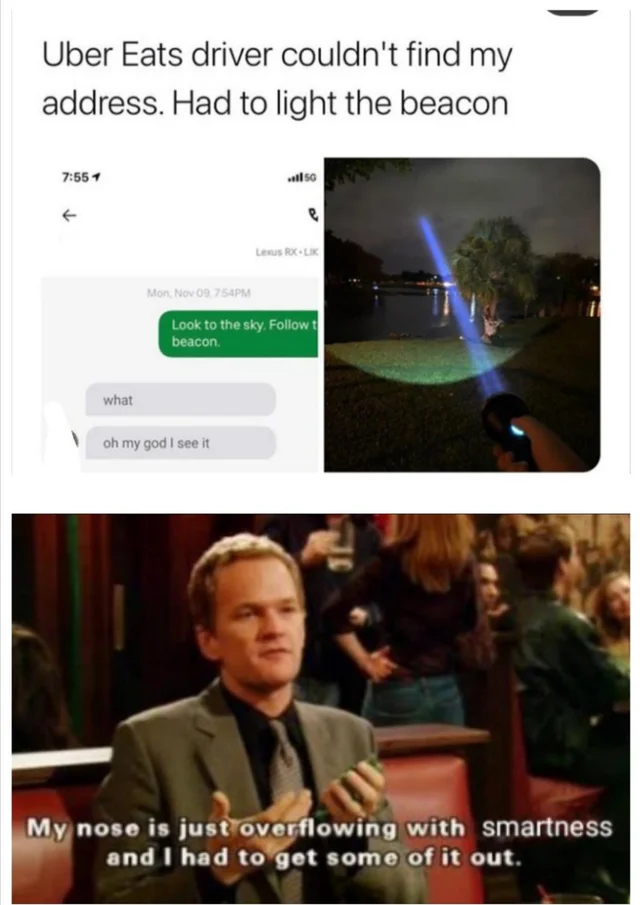 Uber Eats driver couldn't find my
address. Had to light the beacon
7:55
5G
Lexus RX • LIK
Mon, Nov 09, 7:54PM
Look to the sky. Follow t
beacon.
what
oh my god I see it
My nose is just overflowing with smartness
and I had to get some of it out.